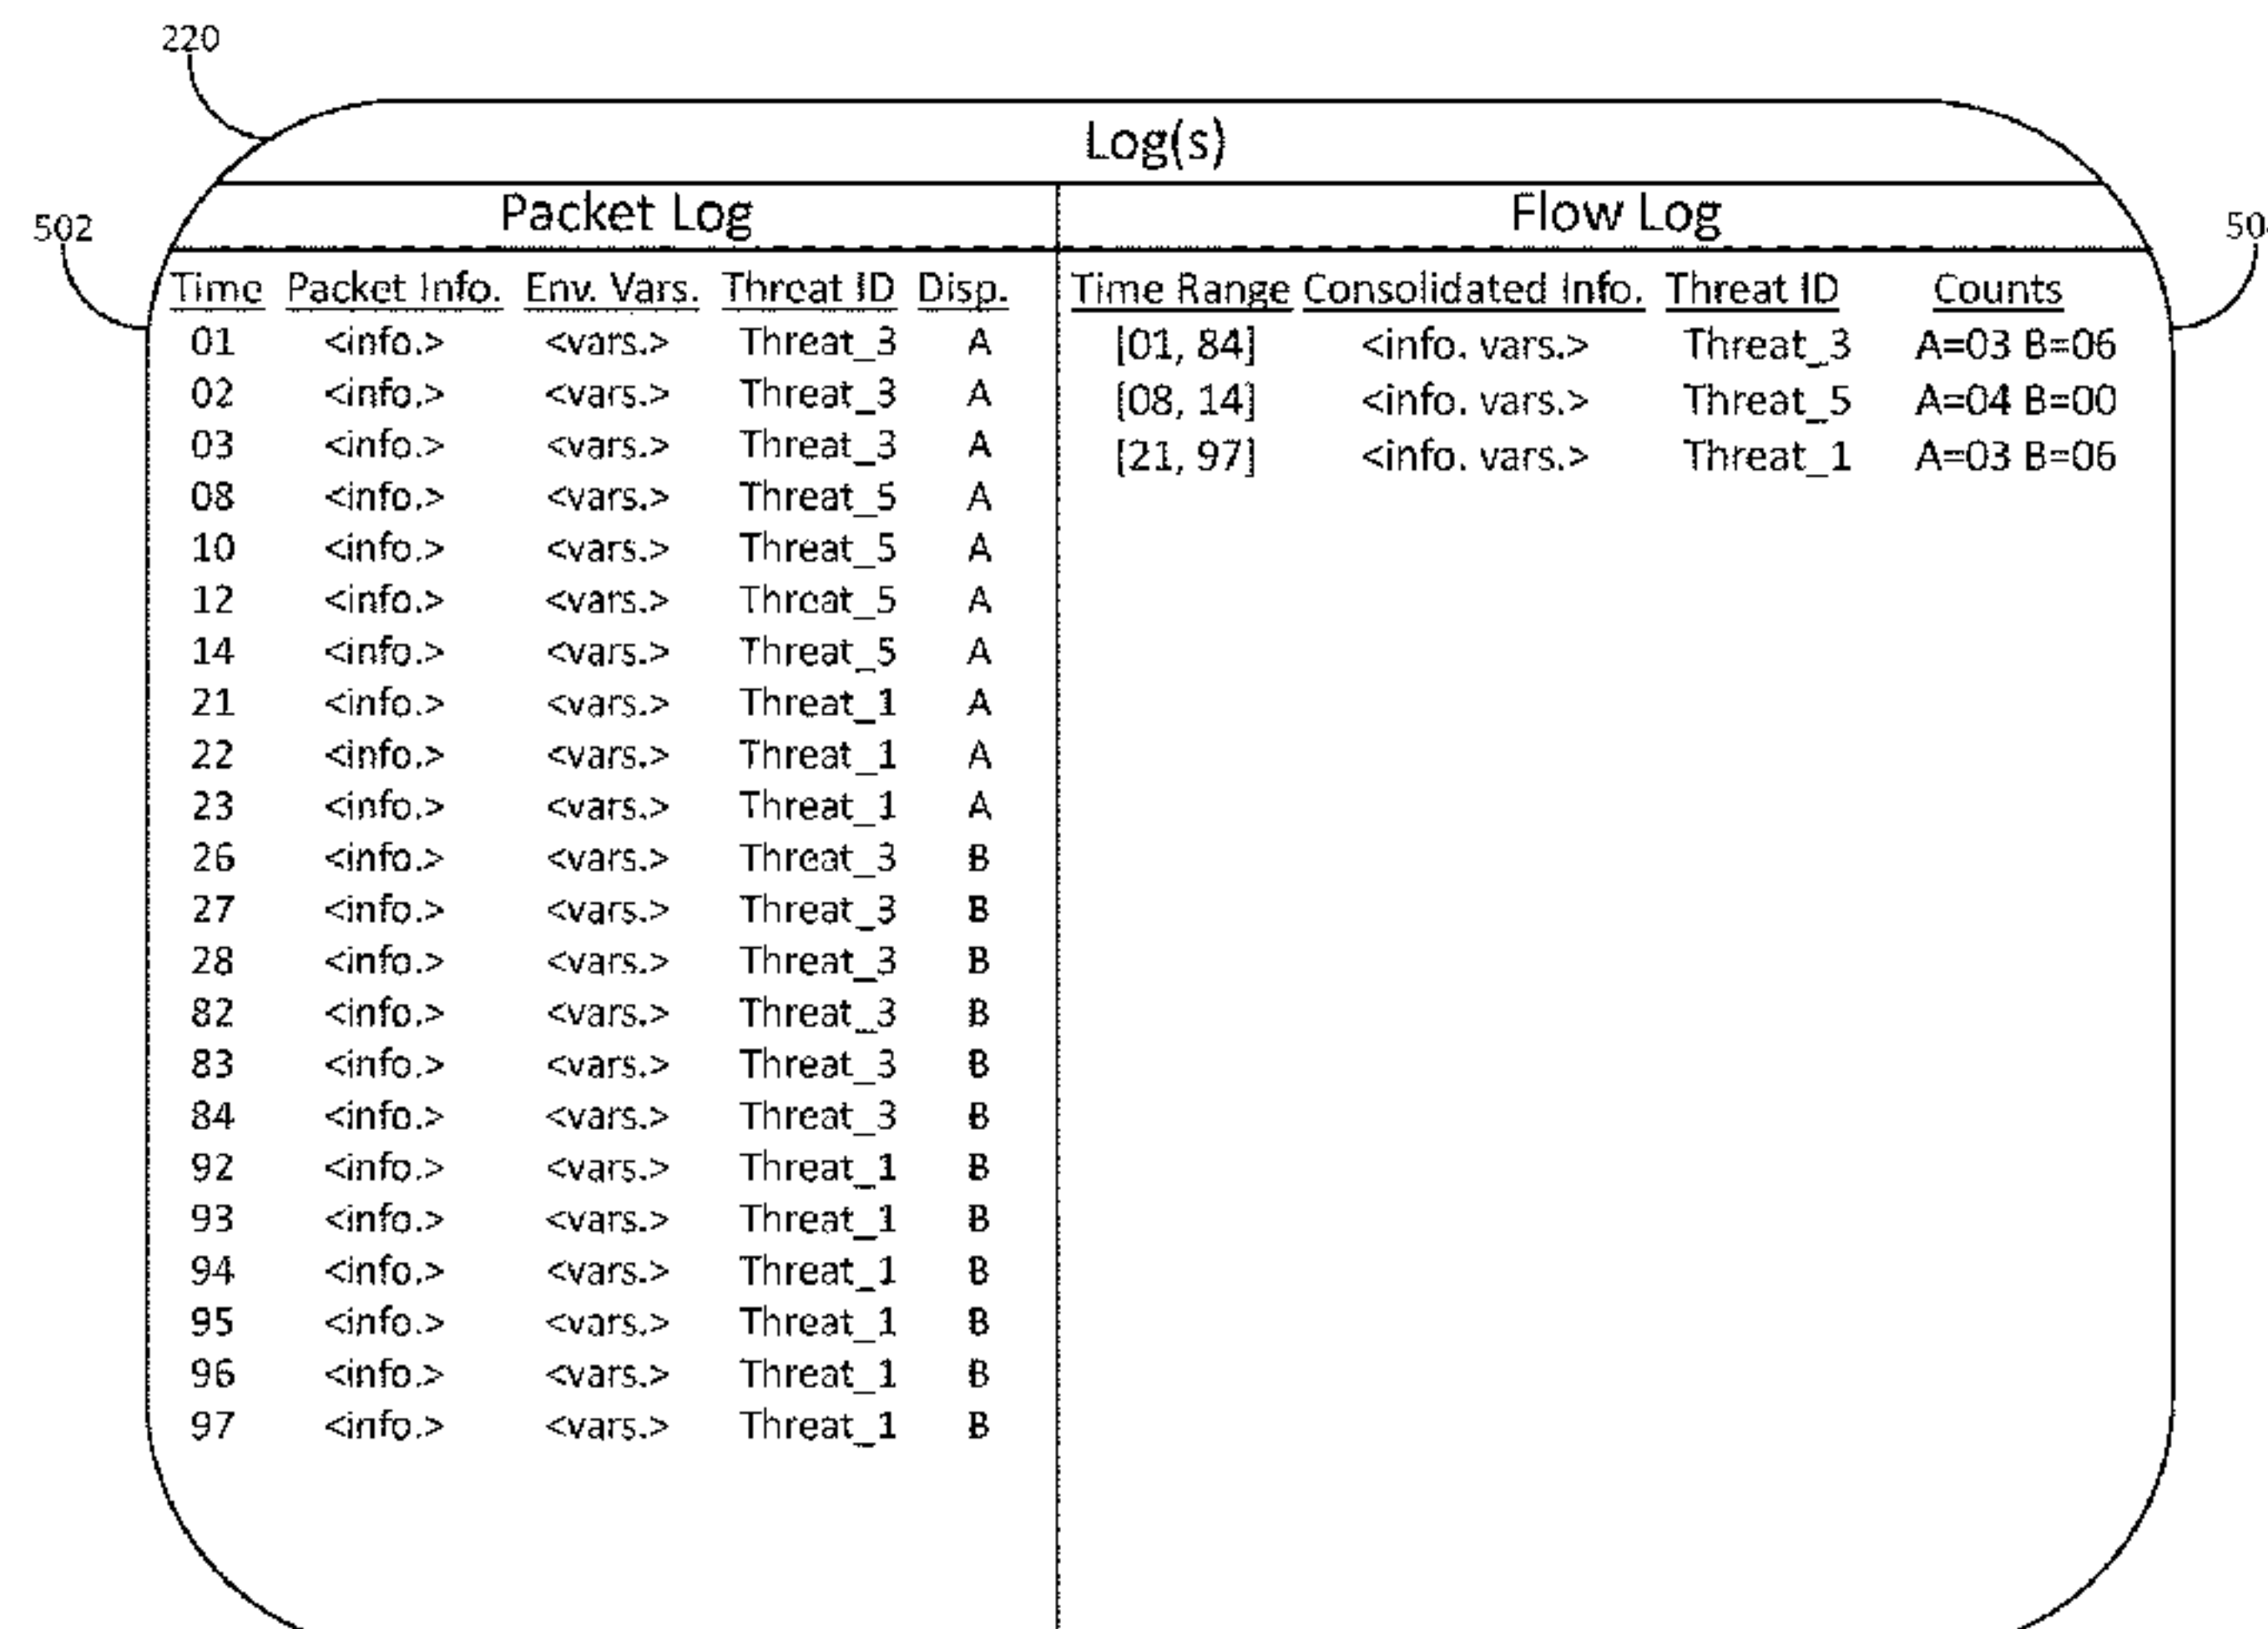 220
Log(s)
Packet Log
Flow Log
502
50
Time Packet Info. Env. Vars. Threat ID Disp.
01 <info.> <vars.> Threat_3 A
02 <info.> <vars.> Threat_3 A
03 <info.> <vars.> Threat_3 A
08 <info.> <vars.> Threat_5 A
10 <info.> <vars.> Threat_5 A
12 <info.> <vars.> Threat_5 A
14 <info.> <vars.> Threat_5 A
21 <info.> <vars.> Threat_1 A
22 <info.> <vars.> Threat_1 A
23 <info.> <vars.> Threat_1 A
26 <info.> <vars.> Threat_3 B
27 <info.> <vars.> Threat_3 B
28 <info.> <vars.> Threat_3 B
82 <info.> <vars.> Threat_3 B
83 <info.> <vars.> Threat_3 B
84 <info.> <vars.> Threat_3 B
92 <info.> <vars.> Threat_1 B
93 <info.> <vars.> Threat_1 B
94 <info.> <vars.> Threat_1 B
95 <info.> <vars.> Threat_1 B
96 <info.> <vars.> Threat_1 B
97 <info.> <vars.> Threat_1 B
Time Range Consolidated Info. Threat ID Counts
[01, 84] <info. vars.> Threat_3 A=03 B=06
[08, 14] <info. vars.> Threat_5 A=04 B=00
[21, 97] <info. vars.> Threat_1 A=03 B=06